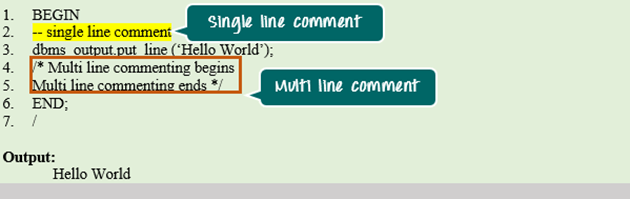 1. BEGIN
2. -- single line comment
Single line comment
3. dbms_output.put_line (‘Hello World’);
4. /* Multi line commenting begins
5. Multi line commenting ends */
Multi line comment
6. END;
7. /
Output:
Hello World